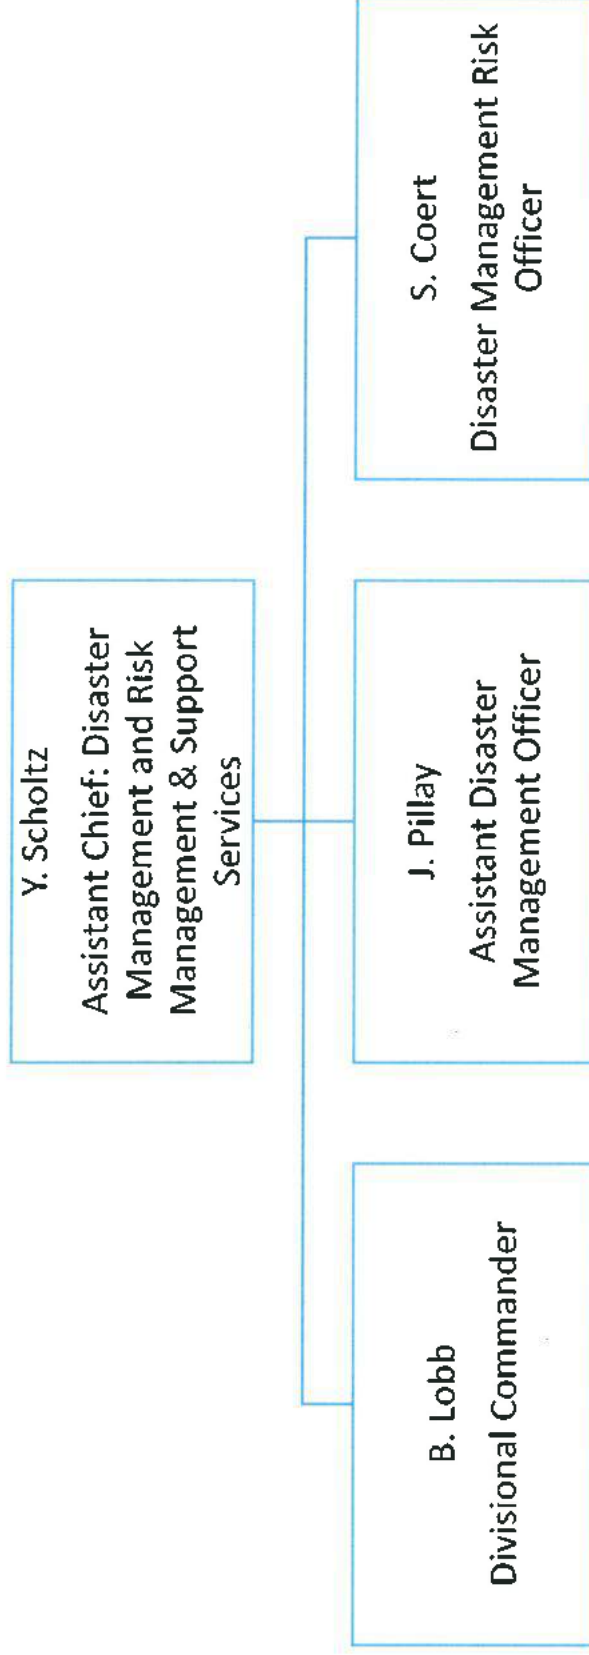 Y. Scholtz
Assistant Chief: Disaster
Management and Risk
Management & Support
Services
B. Lobb
Divisional Commander
J. Pillay
Assistant Disaster
Management Officer
S. Coert
Disaster Management Risk
Officer